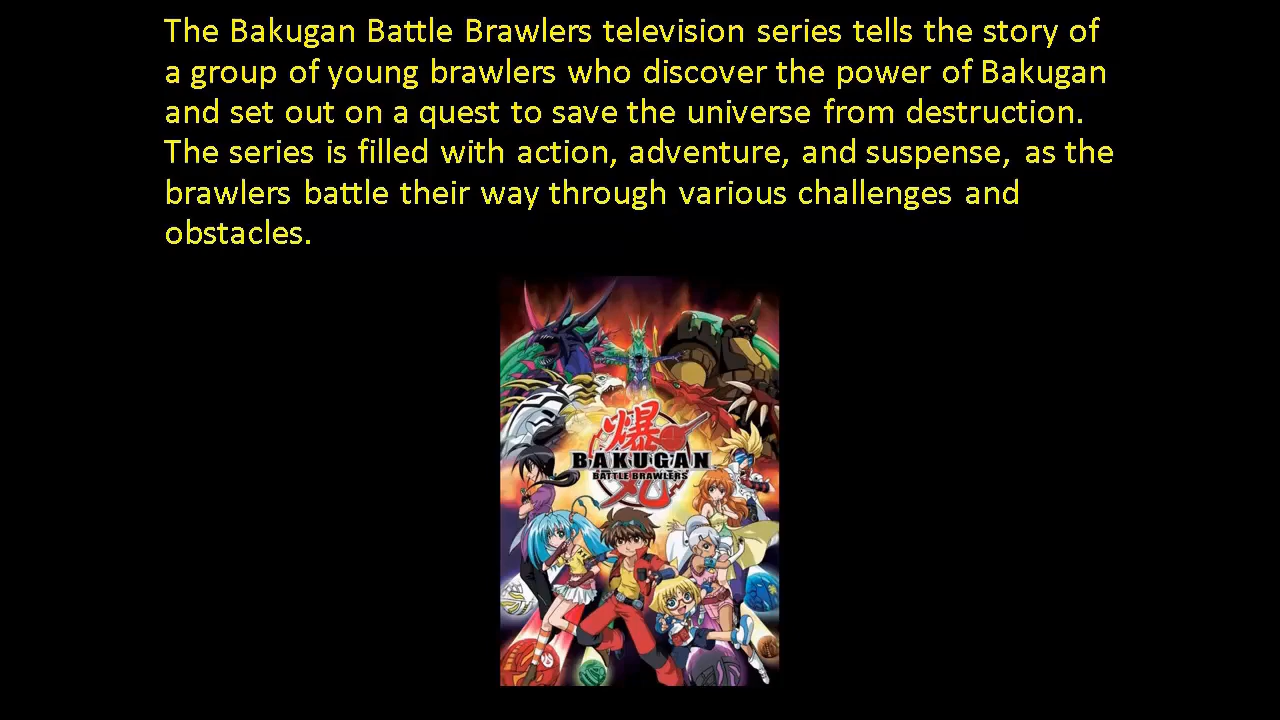 The Bakugan Battle Brawlers television series tells the story of
a group of young brawlers who discover the power of Bakugan
and set out on a quest to save the universe from destruction.
The series is filled with action, adventure, and suspense, as the
brawlers battle their way through various challenges and
obstacles.
爆
BAKUGAN
BATTLE BRAWLERS
丸